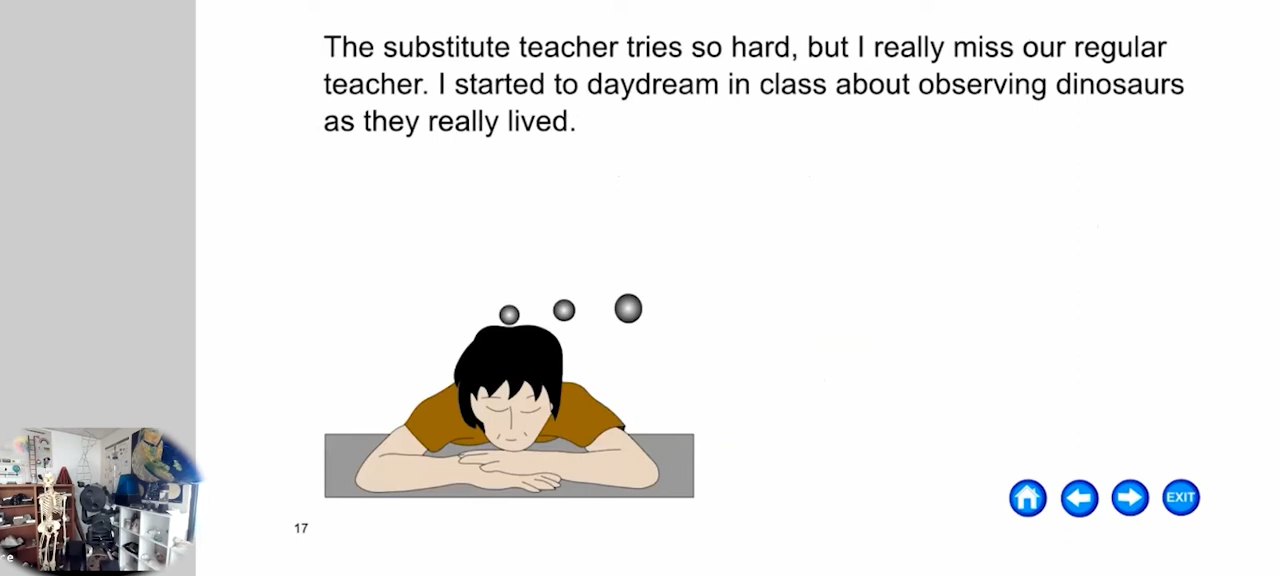 The substitute teacher tries so hard, but I really miss our regular
teacher. I started to daydream in class about observing dinosaurs
as they really lived.
EXIT
17